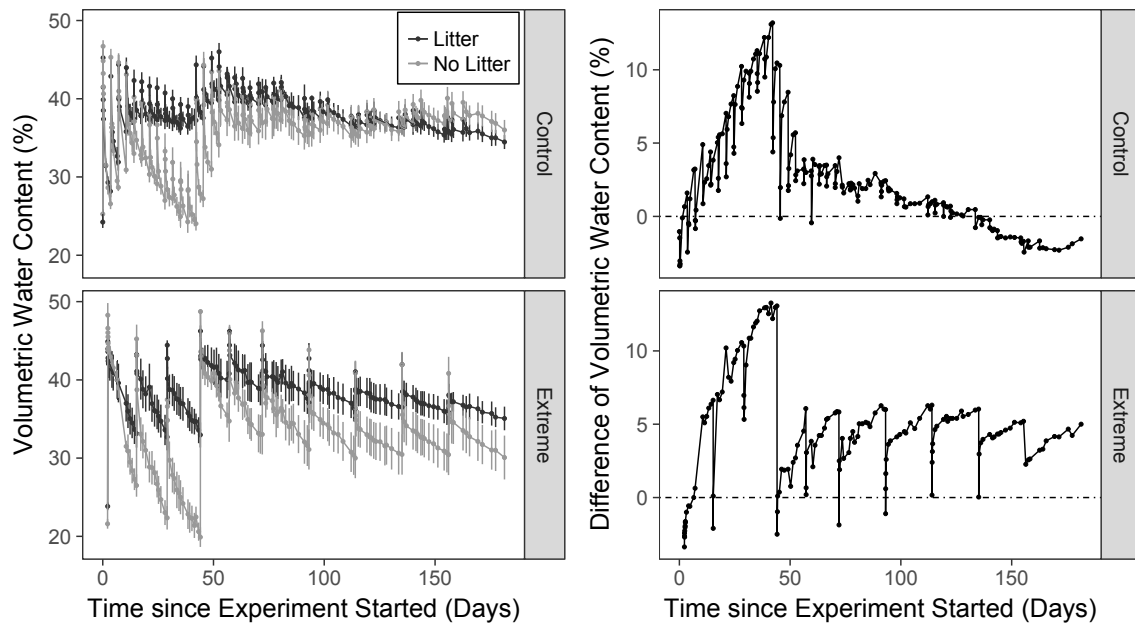 Volumetric Water Content (%)
50
40
30
20
Litter
No Litter
Control
50
40
30
20
Extreme
0
50
100
150
Time since Experiment Started (Days)
Difference of Volumetric Water Content (%)
10
5
0
Control
10
5
0
Extreme
0
50
100
150
Time since Experiment Started (Days)